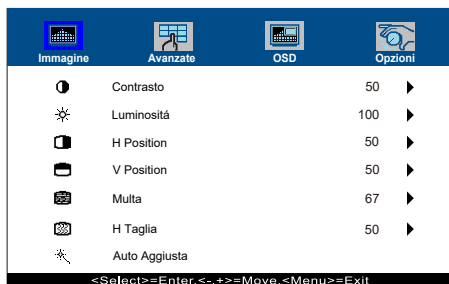 Immagine Avanzate OSD Opzioni
Contrasto 50
Luminositá 100
H Position 50
V Position 50
Multa 67
H Taglia 50
Auto Aggiusta
<Select>=Enter,<-,+>=Move,<Menu>=Exit